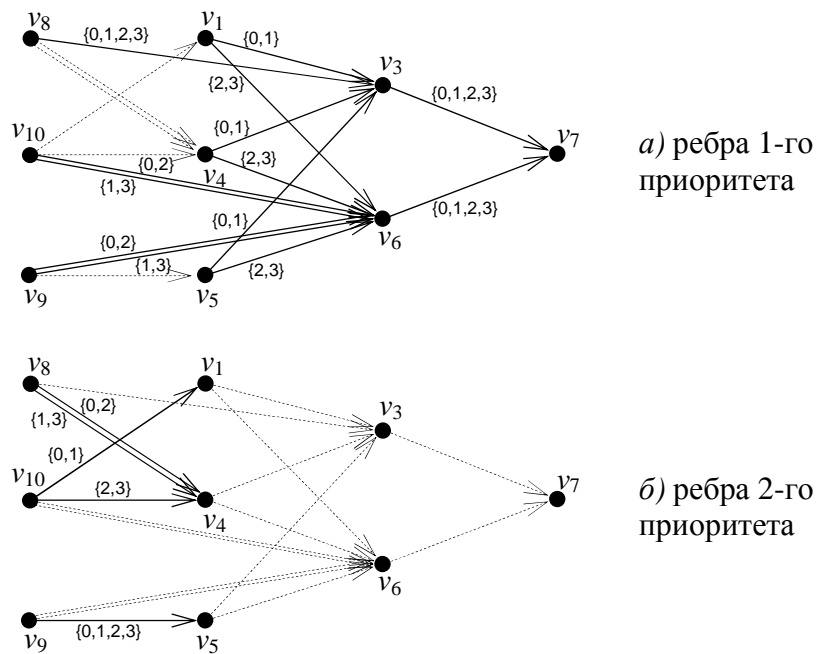 v8
v1
{0,1,2,3}
{0,1}
v3
{2,3}
{0,1,2,3}
v10
{0,1}
v7
{0,2}
v4
{2,3}
{1,3}
{0,1}
{0,1,2,3}
{0,2}
v6
{1,3}
{2,3}
v9
v5
а) ребра 1-го
приоритета
v8
v1
{0,2}
{1,3}
v3
{0,1}
v10
{2,3}
v7
v4
v6
{0,1,2,3}
v9
v5
б) ребра 2-го
приоритета